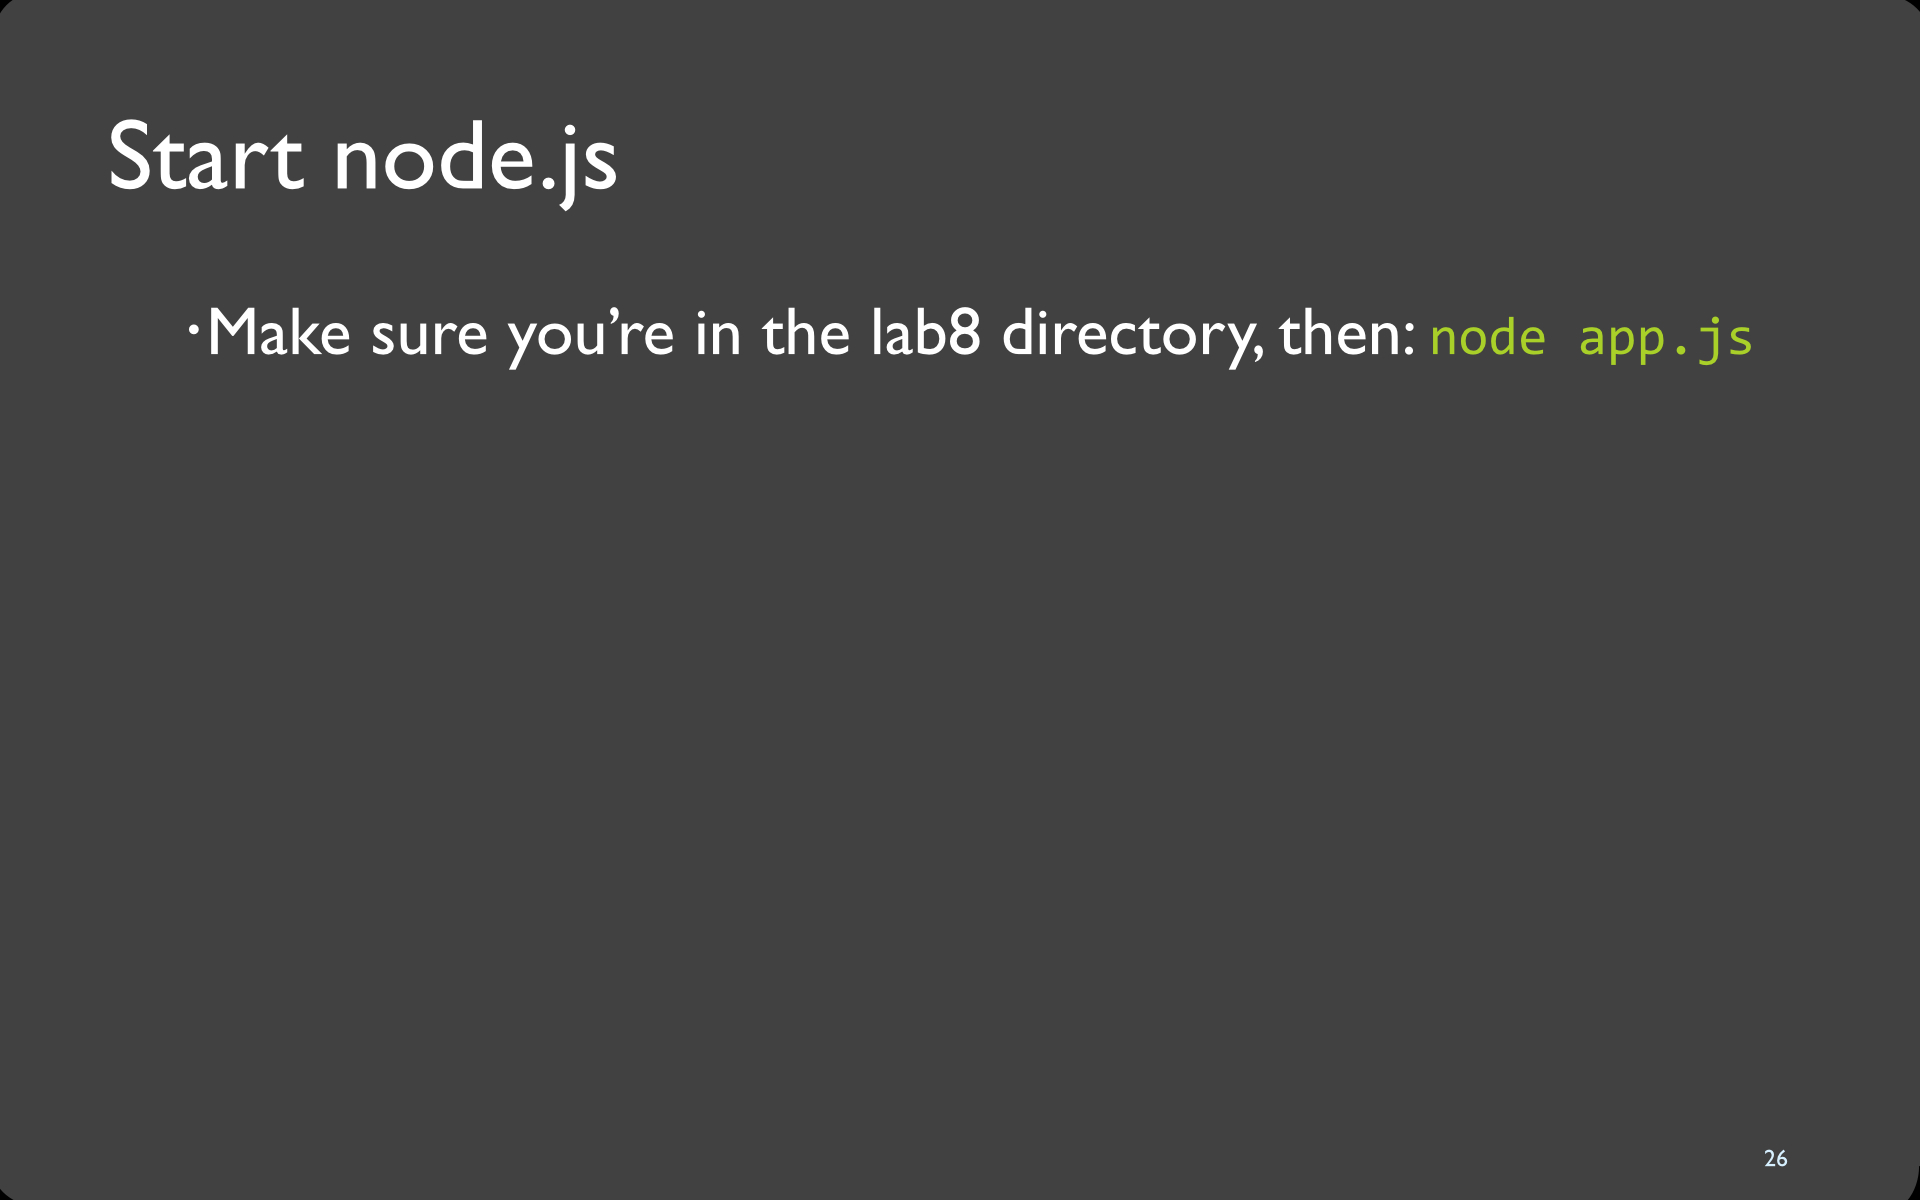 Start node.js
·Make sure you’re in the lab8 directory, then: node app.js
26